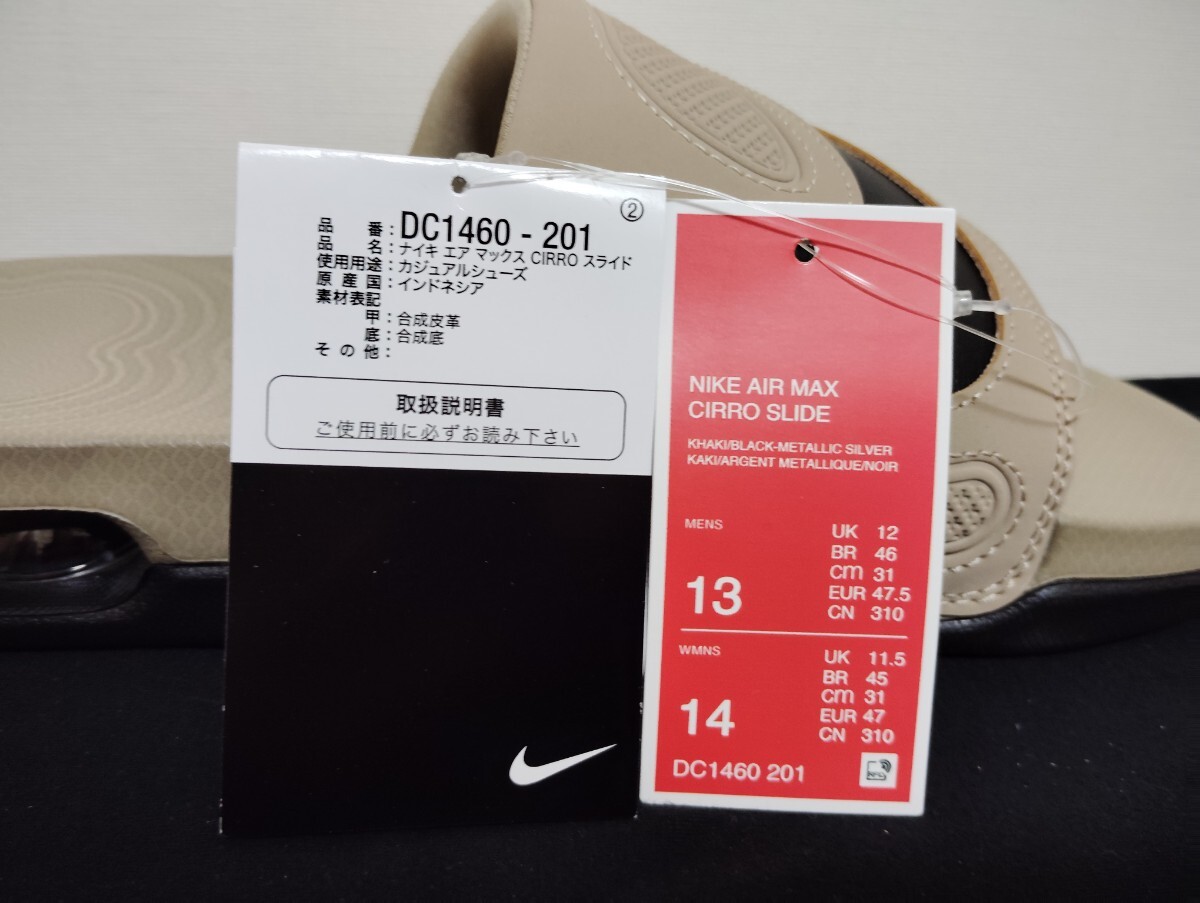 ②
品番：DC1460 - 201
品名：ナイキ エア マックス CIRRO スライド
使用用途：カジュアルシューズ
原産国：インドネシア
素材表記
甲：合成皮革
底：合成底
その他：
取扱説明書
ご使用前に必ずお読み下さい
NIKE AIR MAX
CIRRO SLIDE
KHAKI/BLACK-METALLIC SILVER
KAKI/ARGENT METALLIQUE/NOIR
MENS
13
UK 12
BR 46
cm 31
EUR 47.5
CN 310
WMNS
14
UK 11.5
BR 45
cm 31
EUR 47
CN 310
DC1460 201